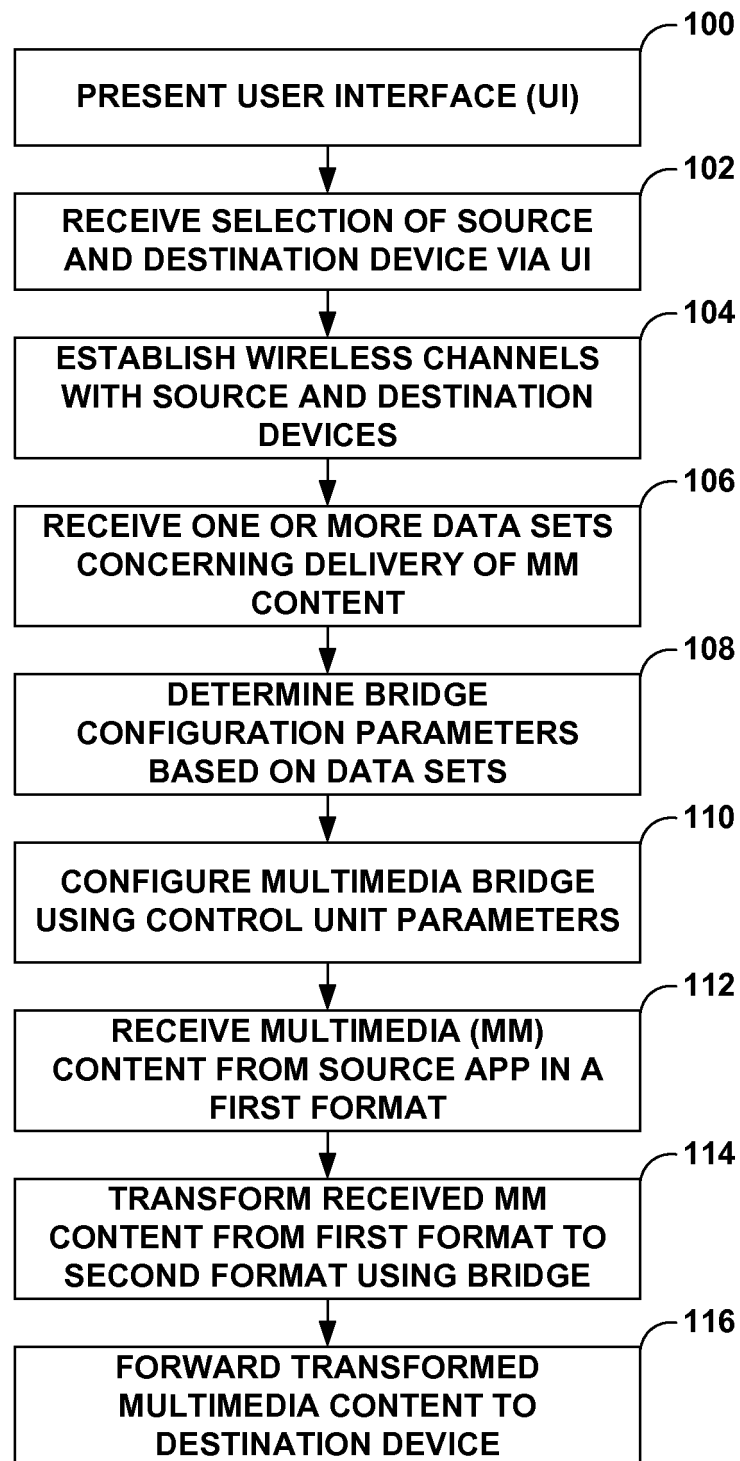 100
PRESENT USER INTERFACE (UI)
102
RECEIVE SELECTION OF SOURCE
AND DESTINATION DEVICE VIA UI
104
ESTABLISH WIRELESS CHANNELS
WITH SOURCE AND DESTINATION
DEVICES
106
RECEIVE ONE OR MORE DATA SETS
CONCERNING DELIVERY OF MM
CONTENT
108
DETERMINE BRIDGE
CONFIGURATION PARAMETERS
BASED ON DATA SETS
110
CONFIGURE MULTIMEDIA BRIDGE
USING CONTROL UNIT PARAMETERS
112
RECEIVE MULTIMEDIA (MM)
CONTENT FROM SOURCE APP IN A
FIRST FORMAT
114
TRANSFORM RECEIVED MM
CONTENT FROM FIRST FORMAT TO
SECOND FORMAT USING BRIDGE
116
FORWARD TRANSFORMED
MULTIMEDIA CONTENT TO
DESTINATION DEVICE